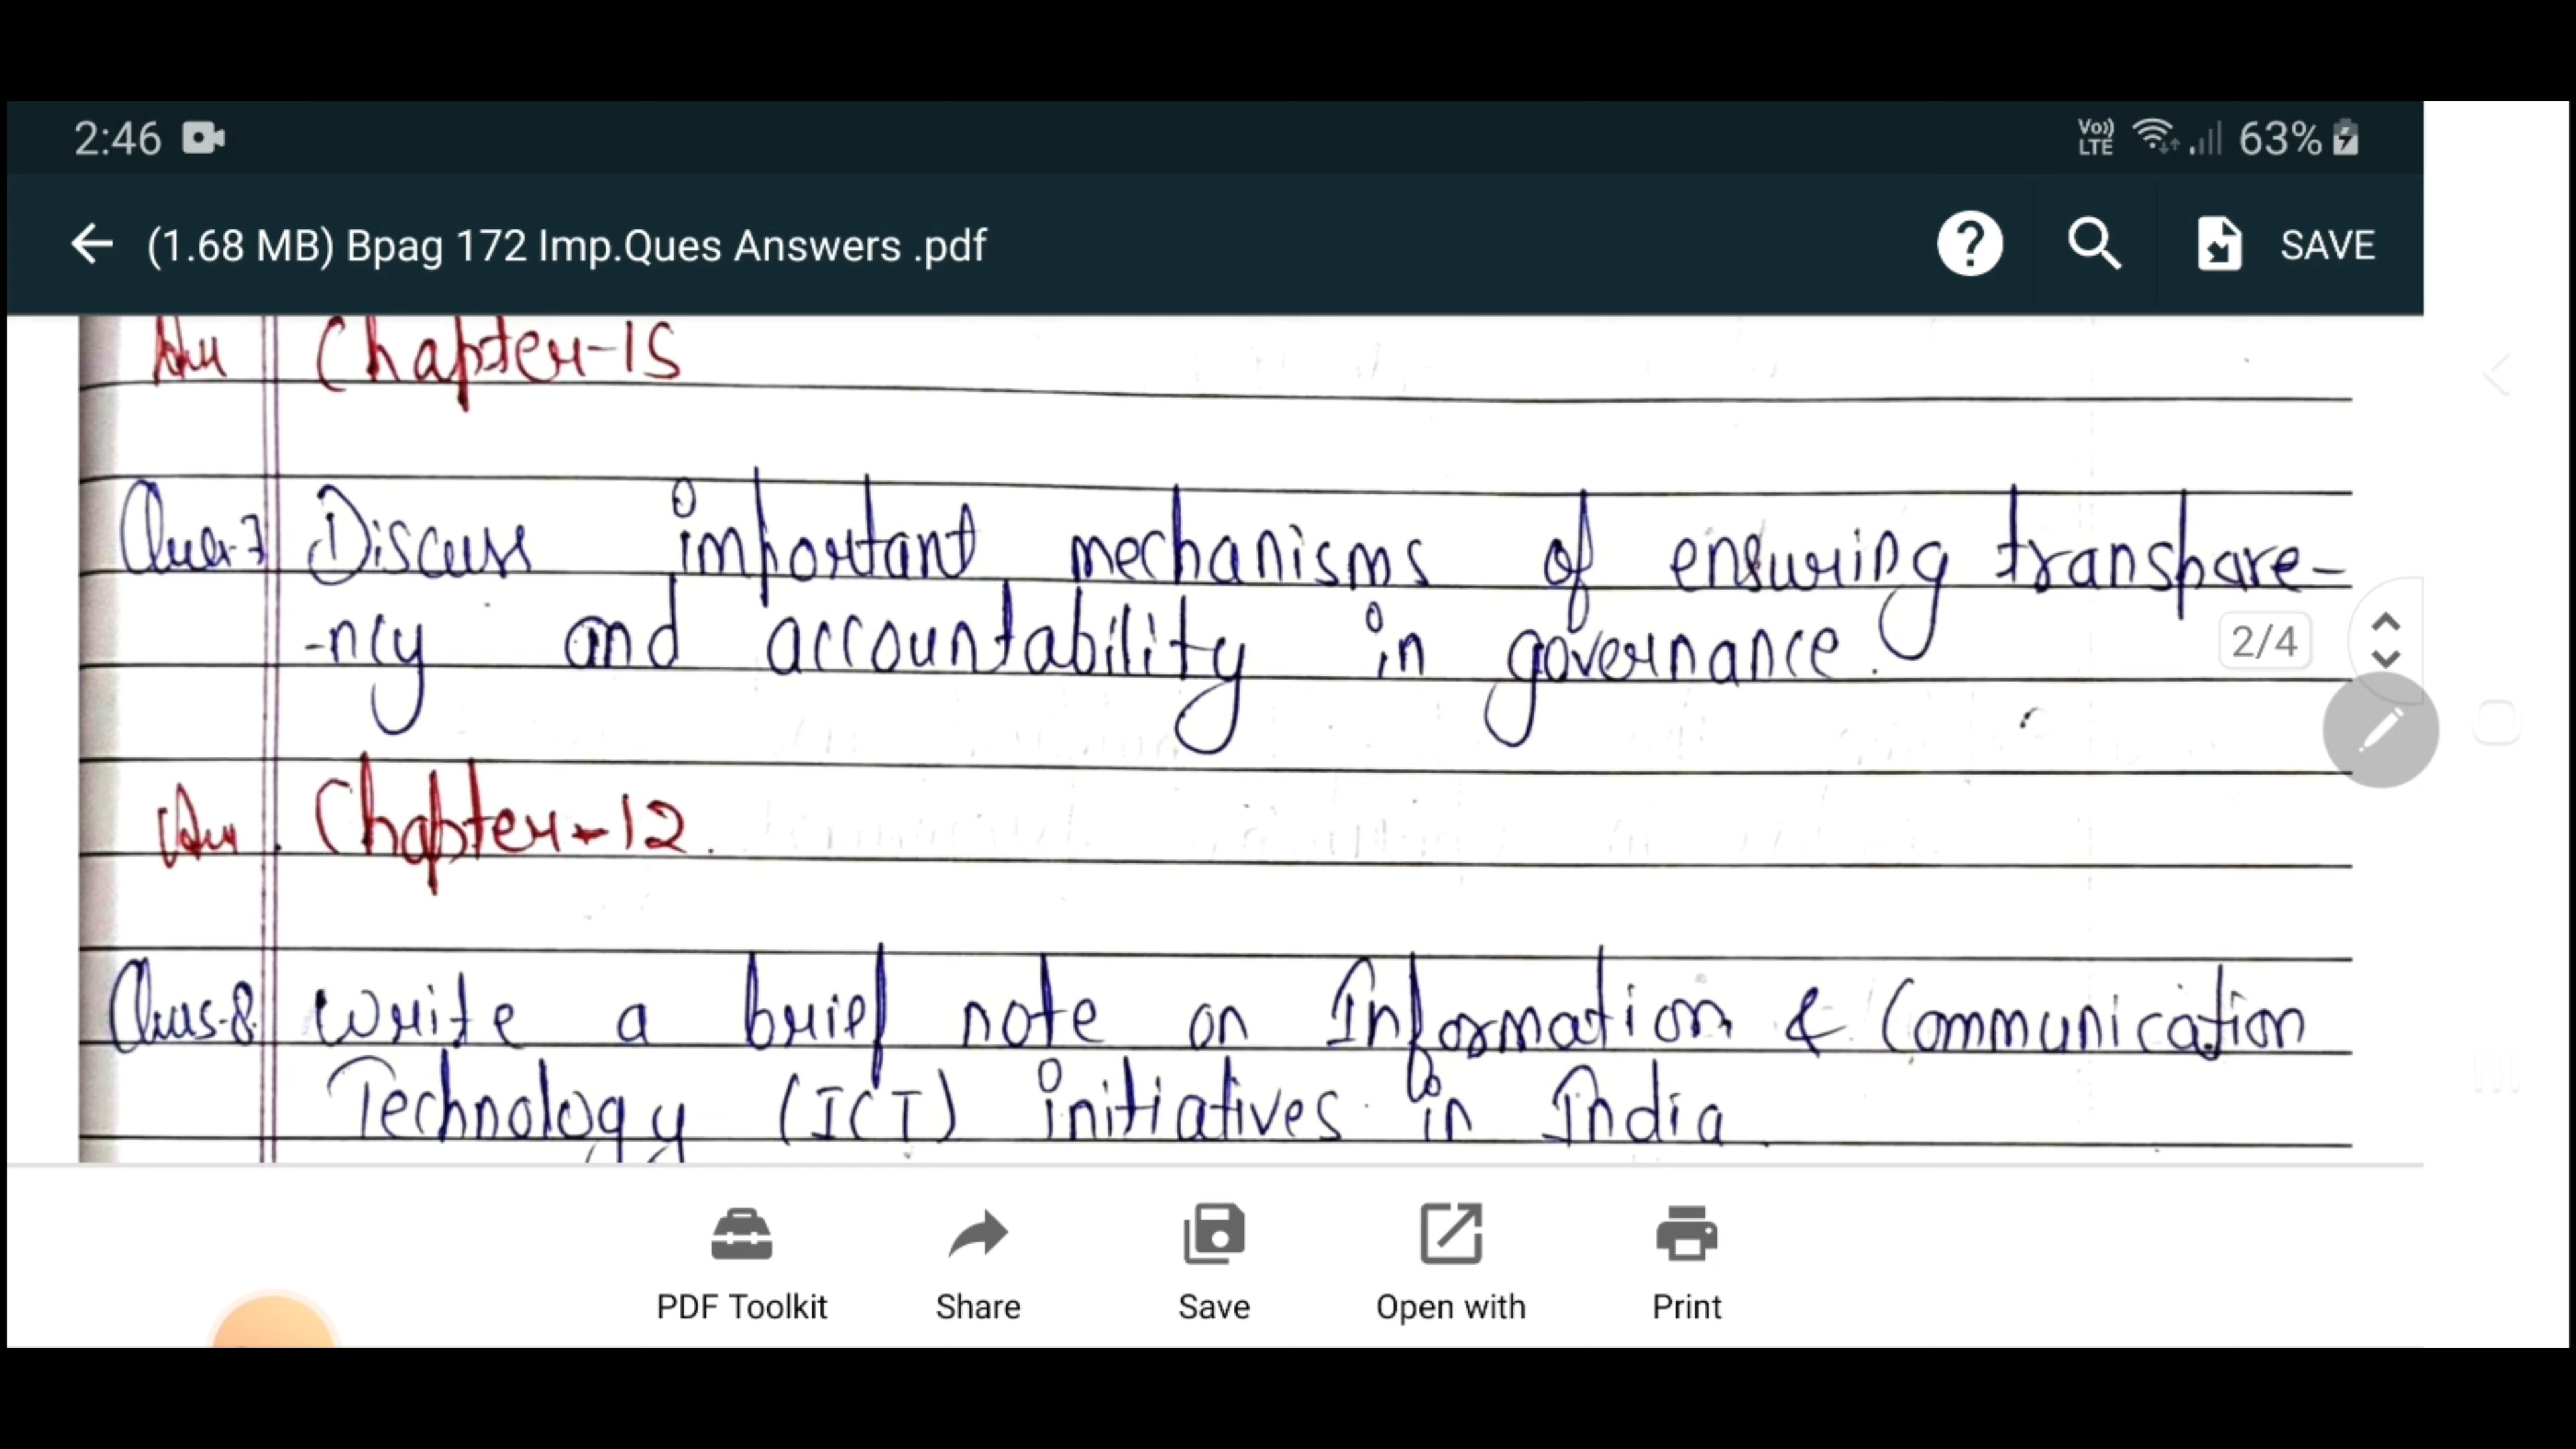 2:46 Vo)) LTE 63%
(1.68 MB) Bpag 172 Imp.Ques Answers .pdf SAVE
Ans Chapter-15
Ques-7 Discuss important mechanisms of ensuring transpare-
-ncy and accountability in governance.
2/4
Ans. Chapter-12.
Ques-8. Write a brief note on Information & Communication
Technology (ICT) initiatives in India.
PDF Toolkit Share Save Open with Print